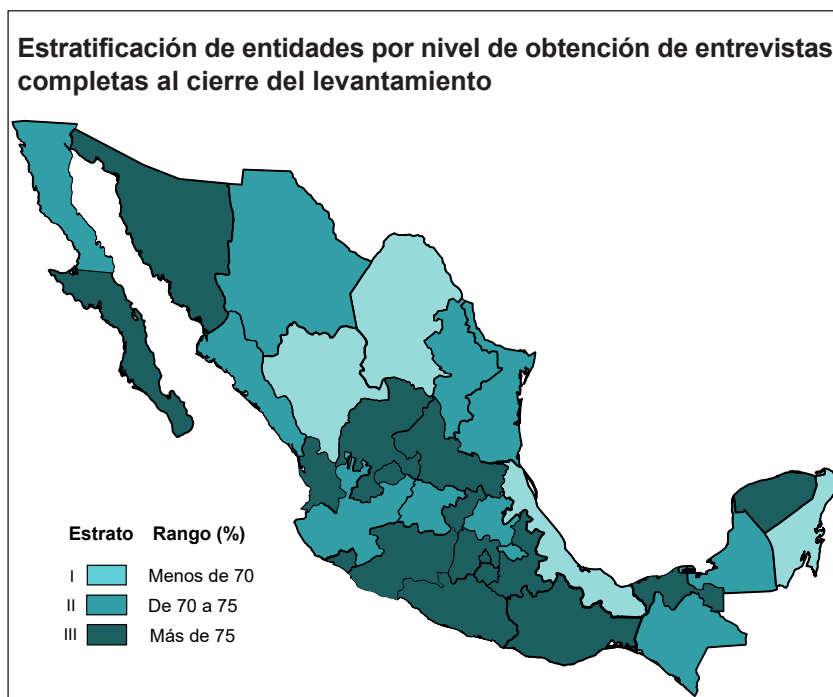 Estratificación de entidades por nivel de obtención de entrevistas
completas al cierre del levantamiento
Estrato Rango (%)
I Menos de 70
II De 70 a 75
III Más de 75